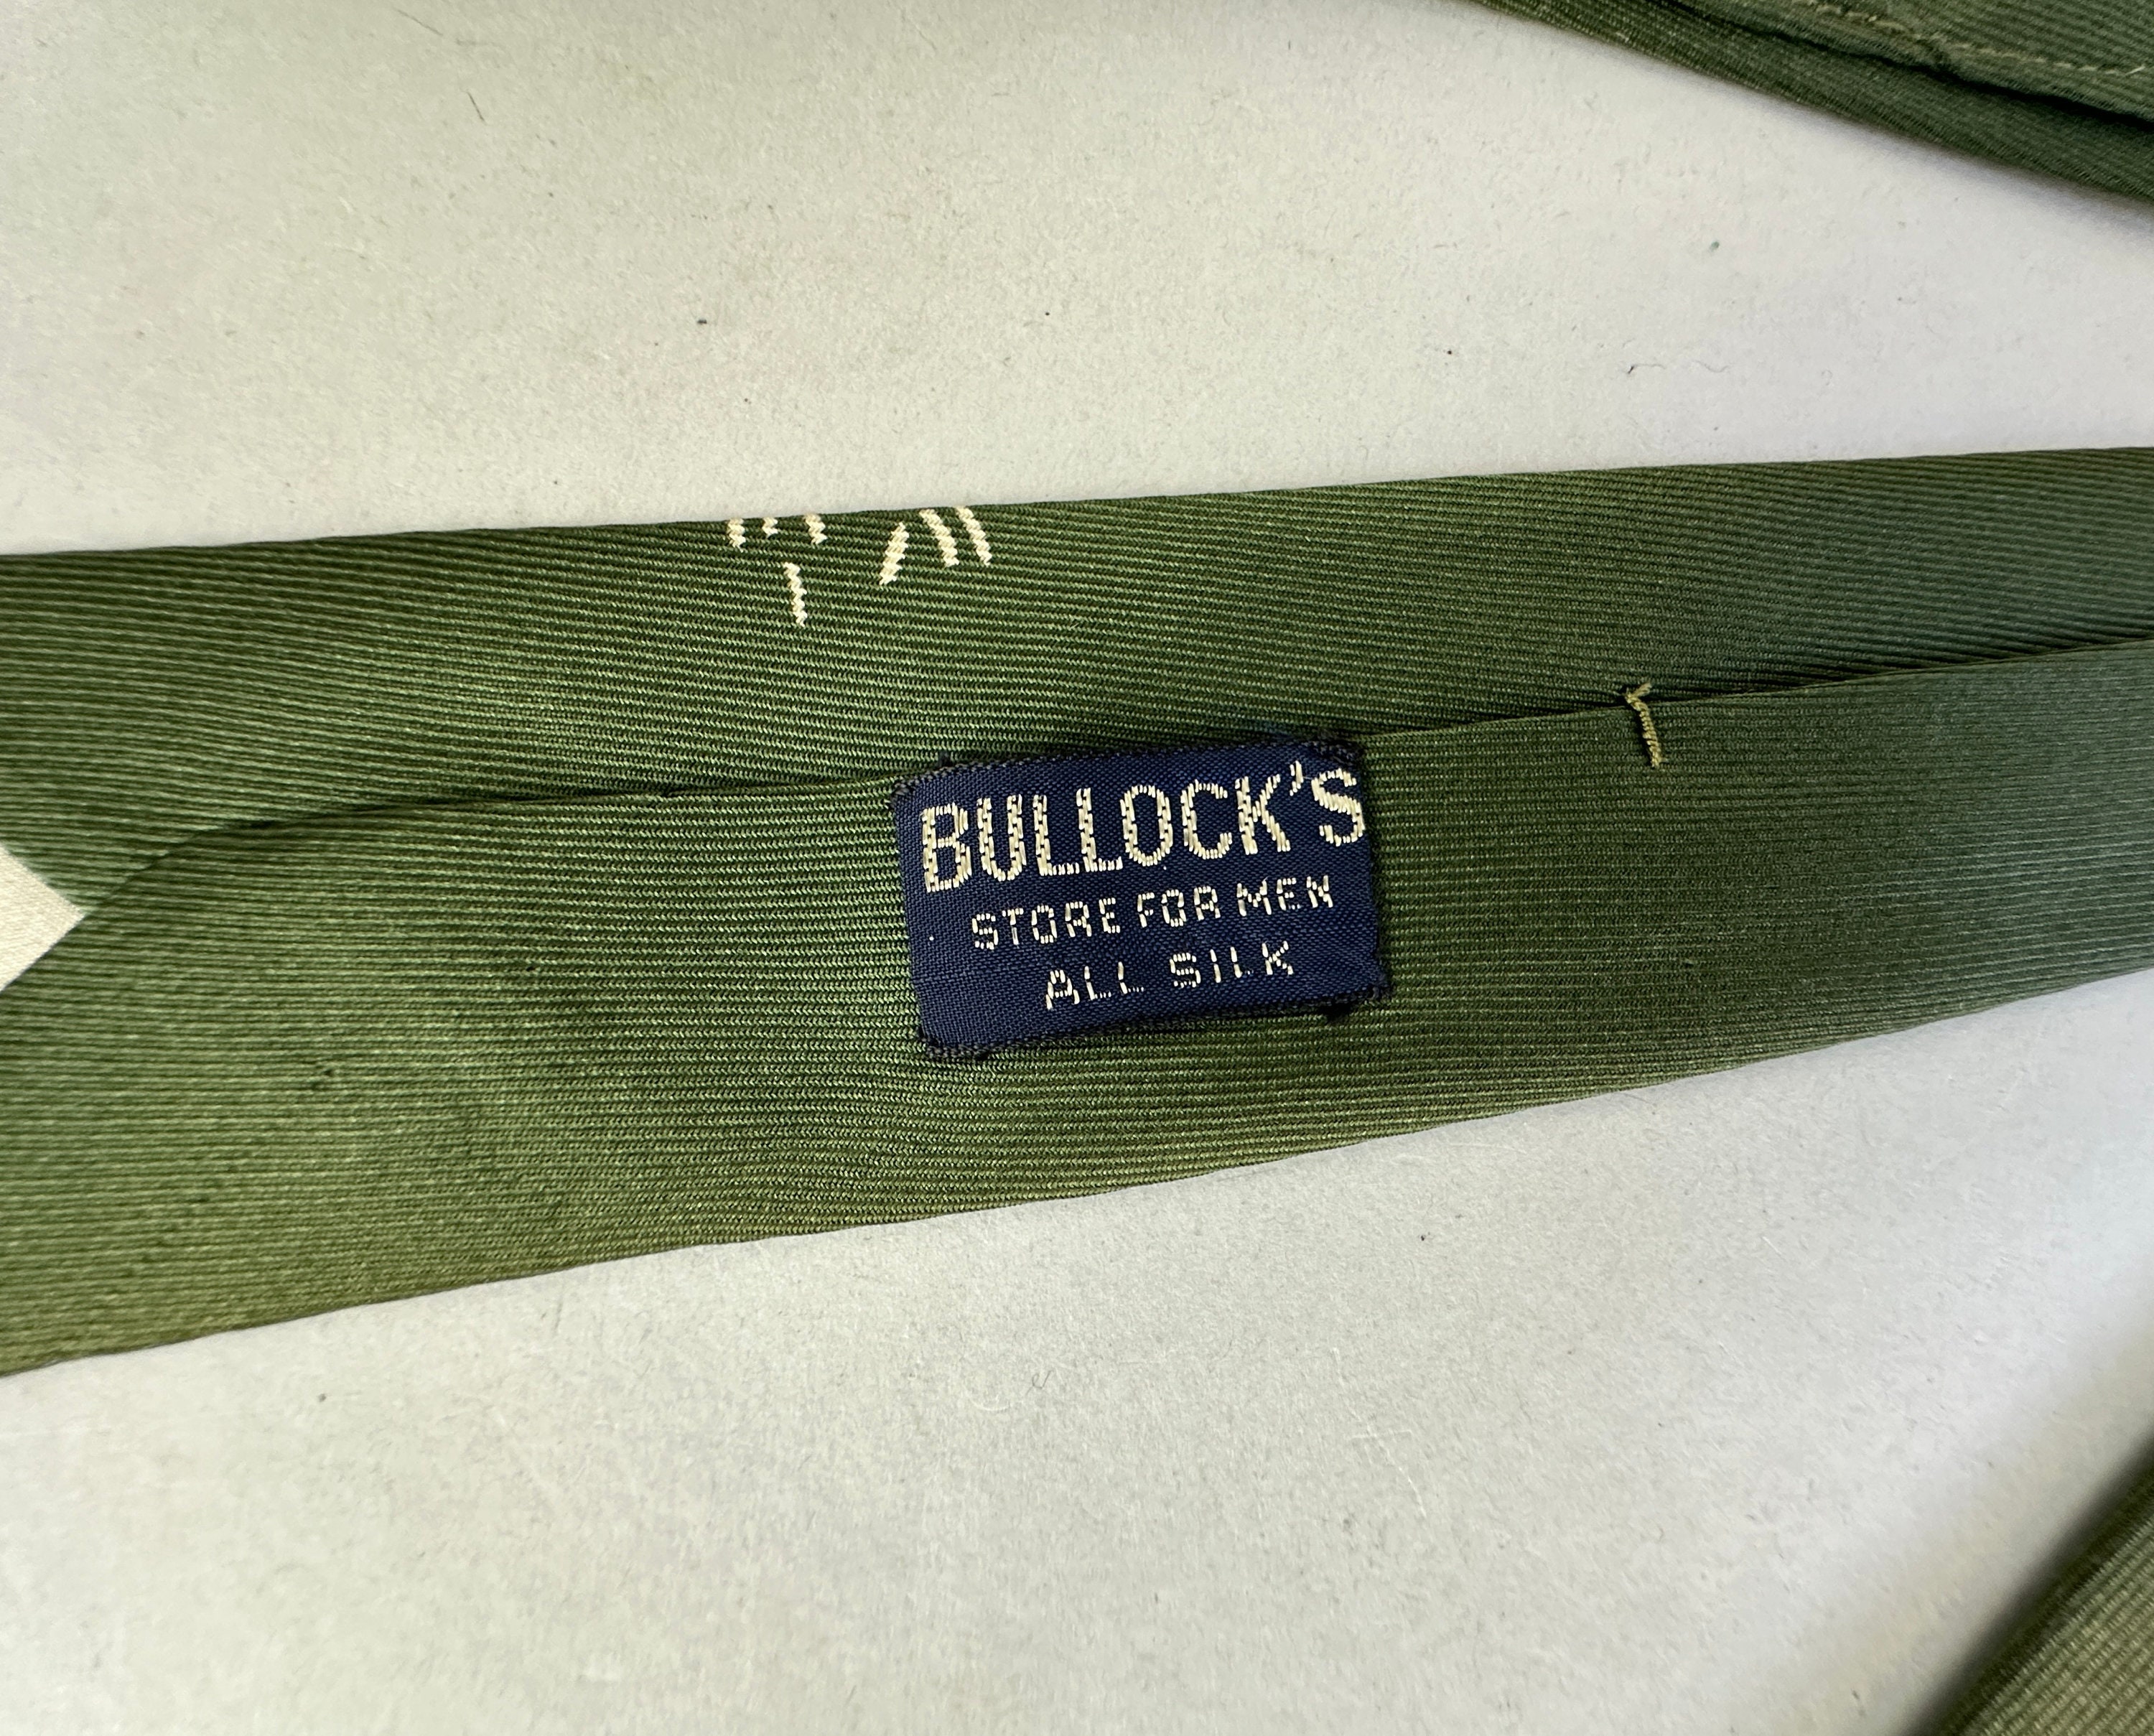 BULLOCK'S
STORE FOR MEN
ALL SILK